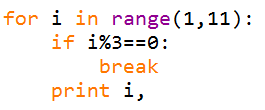 for i in range(1,11):
    if i%3==0:
        break
    print i,